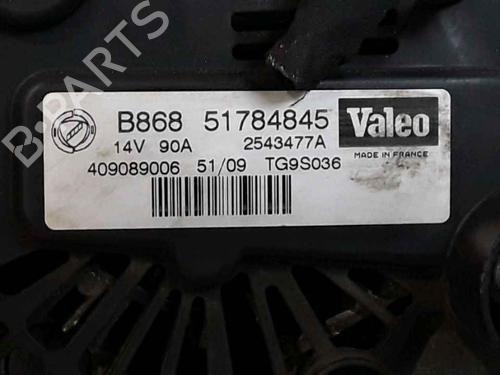 B-PARTS
B868 51784845
14V 90A 2543477A
409089006 51/09 TG9S036
Valeo
MADE IN FRANCE